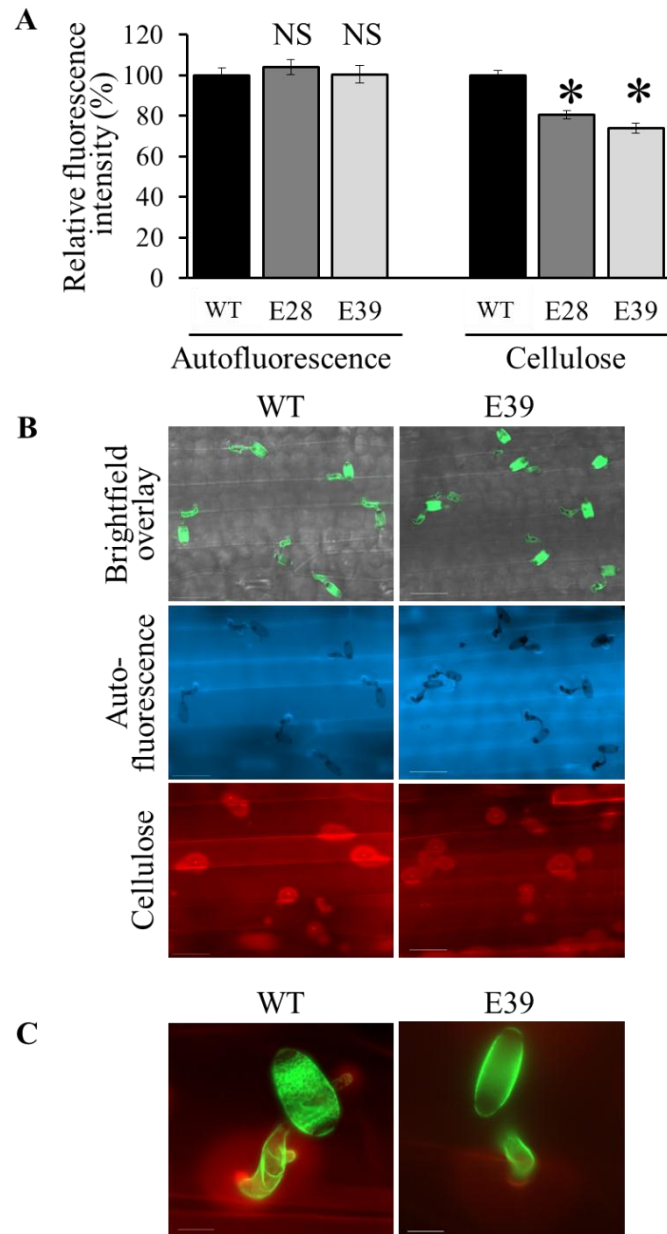 A
Relative fluorescence
intensity (%)
120
100
80
60
40
20
0
NS NS
* *
WT E28 E39 WT E28 E39
Autofluorescence Cellulose
B
WT E39
Brightfield
overlay
Auto-
fluorescence
Cellulose
C
WT E39